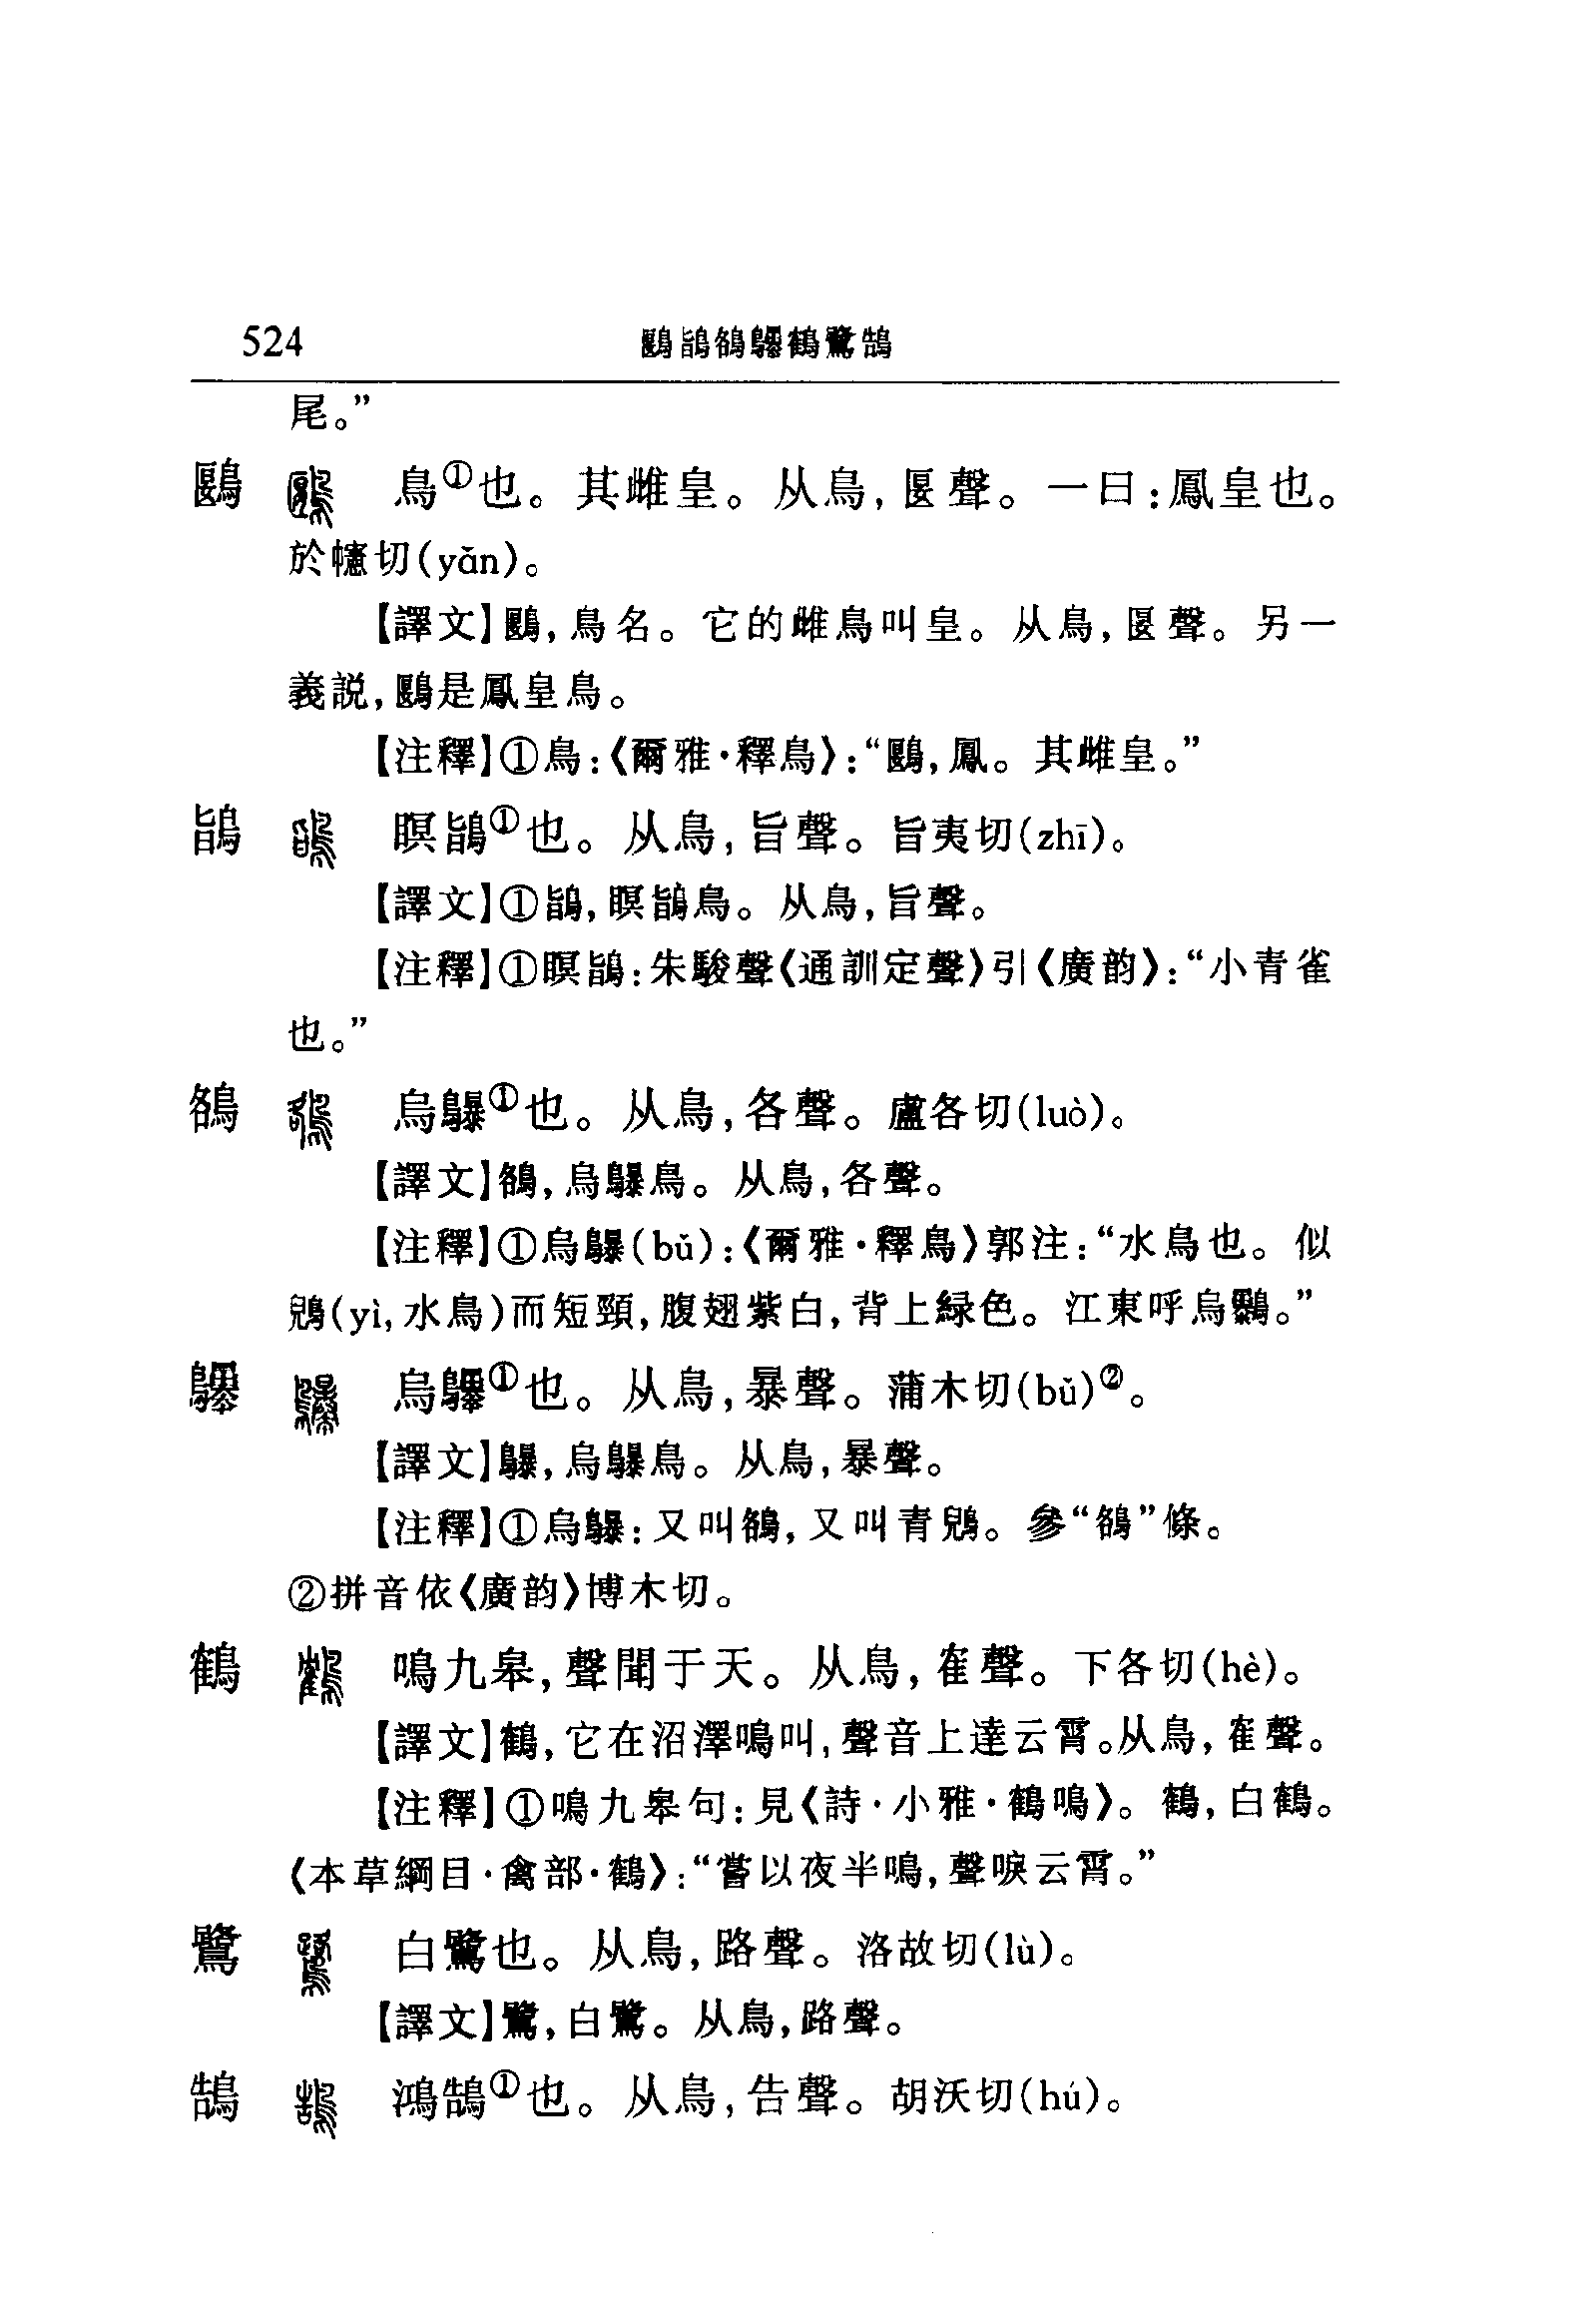 524 鶠鴲鵅鸔鶴鷺鵠
尾。”
鶠 鳥①也。其雌皇。从鳥,匽聲。一曰:鳳皇也。
於幰切(yǎn)。
【譯文】鶠,鳥名。它的雌鳥叫皇。从鳥,匽聲。另一
義説,鶠是鳳皇鳥。
【注釋】①鳥:《爾雅·釋鳥》:“鶠,鳳。其雌皇。”
鴲 瞑鴲①也。从鳥,旨聲。旨夷切(zhī)。
【譯文】①鴲,瞑鴲鳥。从鳥,旨聲。
【注釋】①瞑鴲:朱駿聲《通訓定聲》引《廣韵》:“小青雀
也。”
鵅 烏鸔①也。从鳥,各聲。盧各切(luò)。
【譯文】鵅,烏鸔鳥。从鳥,各聲。
【注釋】①烏鸔(bǔ):《爾雅·釋鳥》郭注:“水鳥也。似
鶂(yì,水鳥)而短頸,腹翅紫白,背上緑色。江東呼烏鸔。”
鸔 烏鸔①也。从鳥,暴聲。蒲木切(bǔ)②。
【譯文】鸔,烏鸔鳥。从鳥,暴聲。
【注釋】①烏鸔:又叫鵅,又叫青鶂。參“鵅”條。
②拼音依《廣韵》博木切。
鶴 鳴九皋,聲聞于天。从鳥,隺聲。下各切(hè)。
【譯文】鶴,它在沼澤鳴叫,聲音上達云霄。从鳥,隺聲。
【注釋】①鳴九皋句:見《詩·小雅·鶴鳴》。鶴,白鶴。
《本草綱目·禽部·鶴》:“嘗以夜半鳴,聲唳云霄。”
鷺 白鷺也。从鳥,路聲。洛故切(lù)。
【譯文】鷺,白鷺。从鳥,路聲。
鵠 鴻鵠①也。从鳥,告聲。胡沃切(hú)。